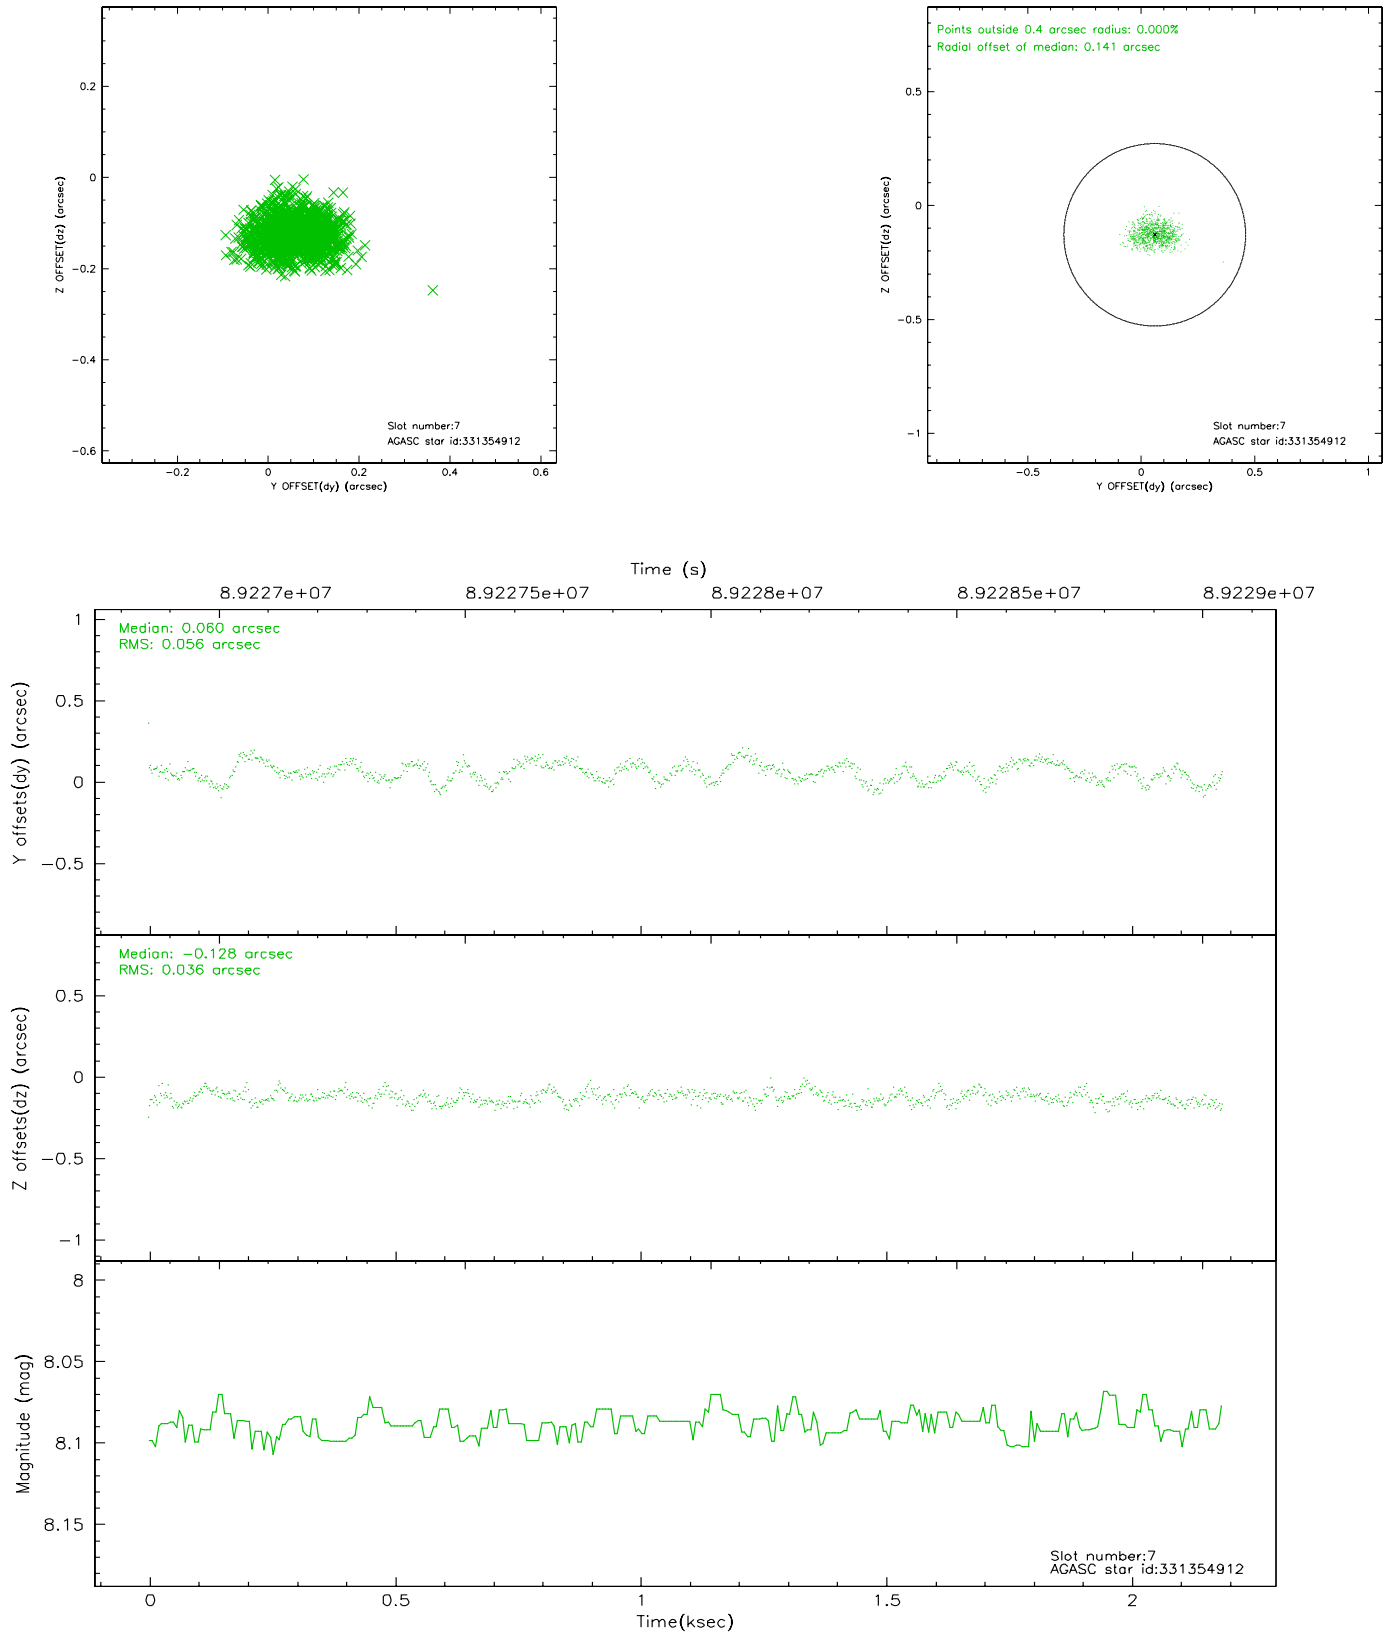 0.2
0
−0.2
−0.4
−0.6
Z OFFSET(dz) (arcsec)
−0.2 0 0.2 0.4 0.6
Y OFFSET(dy) (arcsec)
Slot number:7
AGASC star id:331354912
Points outside 0.4 arcsec radius: 0.000%
Radial offset of median: 0.141 arcsec
0.5
0
−0.5
−1
Z OFFSET(dz) (arcsec)
−0.5 0 0.5 1
Y OFFSET(dy) (arcsec)
Slot number:7
AGASC star id:331354912
Time (s)
8.9227e+07 8.92275e+07 8.9228e+07 8.92285e+07 8.9229e+07
Median: 0.060 arcsec
RMS: 0.056 arcsec
1
0.5
0
−0.5
Y offsets(dy) (arcsec)
Median: −0.128 arcsec
RMS: 0.036 arcsec
0.5
0
−0.5
−1
Z offsets(dz) (arcsec)
8
8.05
8.1
8.15
Magnitude (mag)
Slot number:7
AGASC star id:331354912
0 0.5 1 1.5 2
Time(ksec)